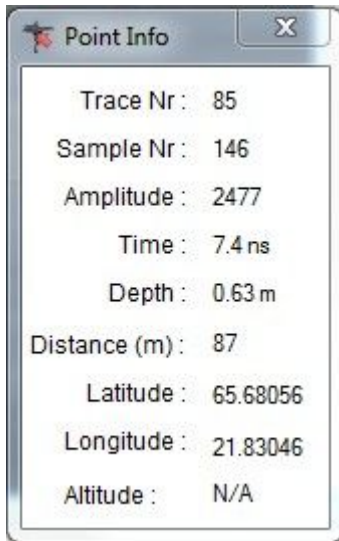 Point Info
Trace Nr : 85
Sample Nr : 146
Amplitude : 2477
Time : 7.4 ns
Depth : 0.63 m
Distance (m) : 87
Latitude : 65.68056
Longitude : 21.83046
Altitude : N/A